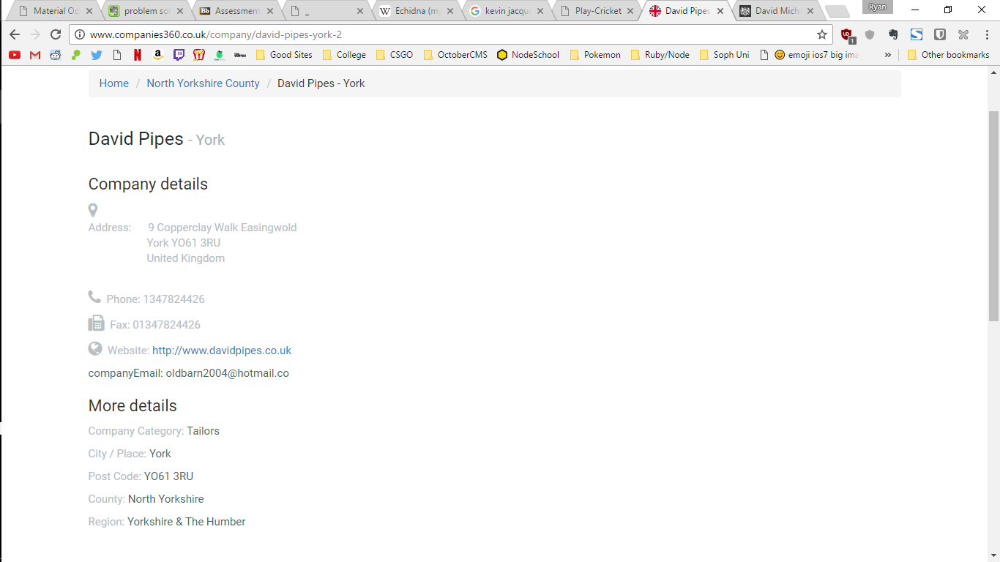 Material Oc
problem sol
Assessment
_
Echidna (my
kevin jacque
Play-Cricket
David Pipes
David Mich
Ryan
www.companies360.co.uk/company/david-pipes-york-2
Good Sites
College
CSGO
OctoberCMS
NodeSchool
Pokemon
Ruby/Node
Soph Uni
emoji ios7 big ima
»
Other bookmarks
Home / North Yorkshire County / David Pipes - York
David Pipes - York
Company details
Address: 9 Copperclay Walk Easingwold
York YO61 3RU
United Kingdom
Phone: 1347824426
Fax: 01347824426
Website: http://www.davidpipes.co.uk
companyEmail: oldbarn2004@hotmail.co
More details
Company Category: Tailors
City / Place: York
Post Code: YO61 3RU
County: North Yorkshire
Region: Yorkshire & The Humber